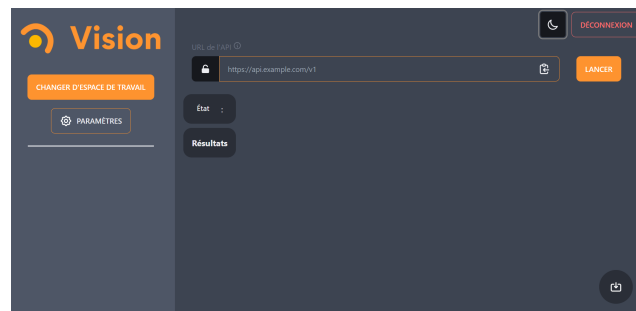 Vision
CHANGER D'ESPACE DE TRAVAIL
PARAMÈTRES
DÉCONNEXION
URL de l'API
https://api.example.com/v1
LANCER
État :
Résultats